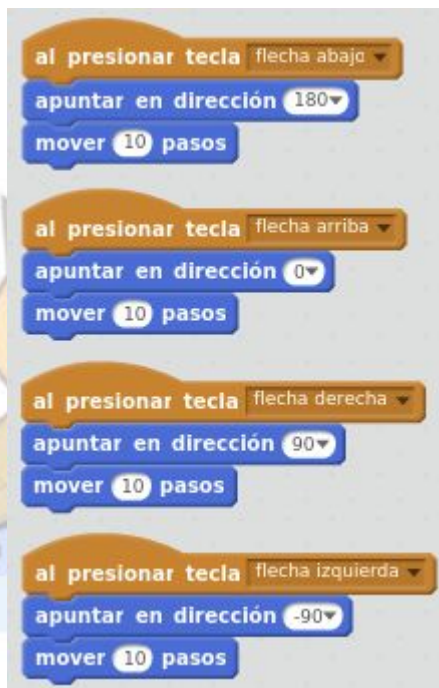 al presionar tecla flecha abajo
apuntar en dirección 180
mover 10 pasos
al presionar tecla flecha arriba
apuntar en dirección 0
mover 10 pasos
al presionar tecla flecha derecha
apuntar en dirección 90
mover 10 pasos
al presionar tecla flecha izquierda
apuntar en dirección -90
mover 10 pasos